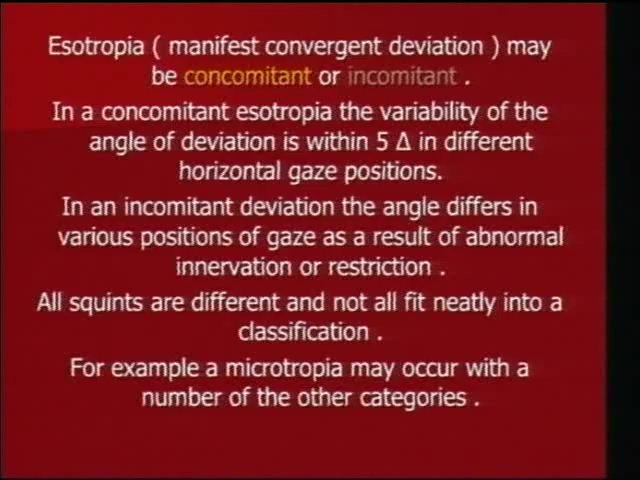 Esotropia ( manifest convergent deviation ) may
be concomitant or incomitant .
In a concomitant esotropia the variability of the
angle of deviation is within 5 Δ in different
horizontal gaze positions.
In an incomitant deviation the angle differs in
various positions of gaze as a result of abnormal
innervation or restriction .
All squints are different and not all fit neatly into a
classification .
For example a microtropia may occur with a
number of the other categories .